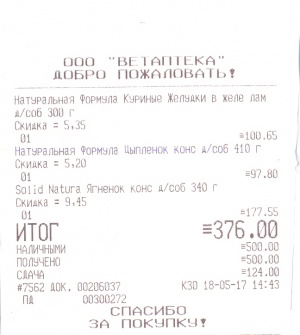 ООО "ВЕТАПТЕКА"
ДОБРО ПОЖАЛОВАТЬ!
Натуральная Формула Куриные Желудки в желе лам
д/соб 300 г
Скидка = 5,35
01 ≡100.65
Натуральная Формула Цыпленок конс д/соб 410 г
Скидка = 5,20
01 ≡97.80
Solid Natura Ягненок конс д/соб 340 г
Скидка = 9,45
01 ≡177.55
ИТОГ ≡376.00
НАЛИЧНЫМИ ≡500.00
ПОЛУЧЕНО ≡500.00
СДАЧА ≡124.00
#7562 ДОК. 00206037 К30 18-05-17 14:43
ПД 00300272
СПАСИБО
ЗА ПОКУПКУ!